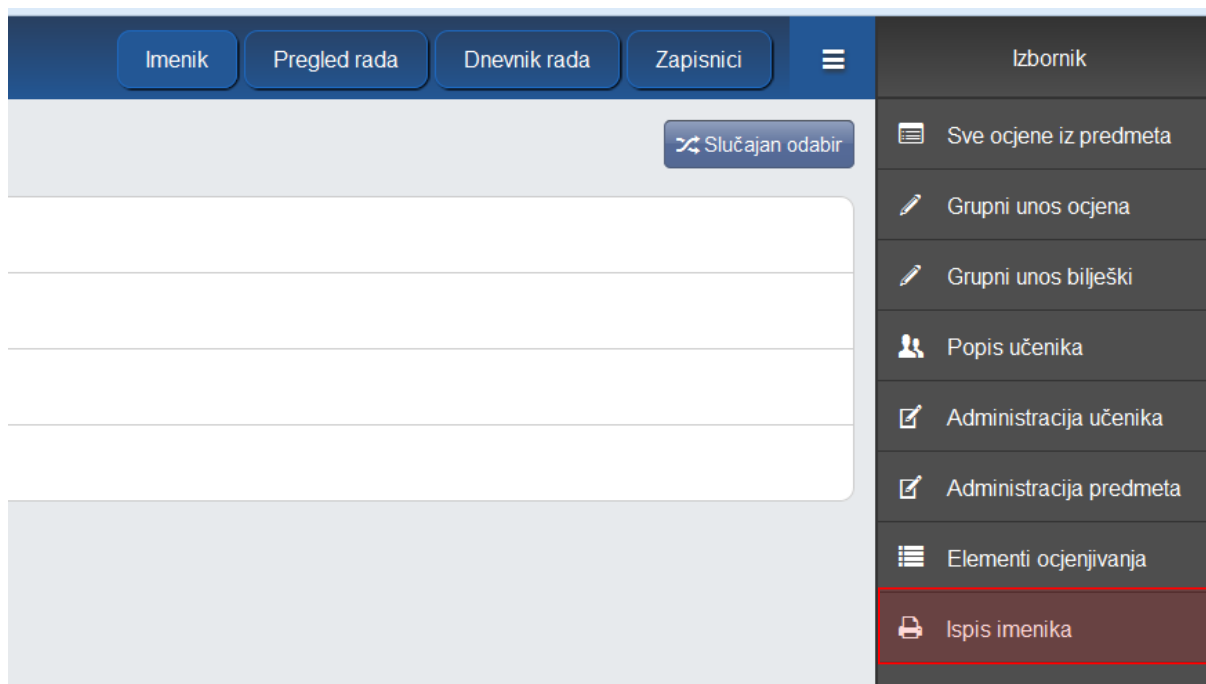 Imenik
Pregled rada
Dnevnik rada
Zapisnici
Izbornik
Slučajan odabir
Sve ocjene iz predmeta
Grupni unos ocjena
Grupni unos bilješki
Popis učenika
Administracija učenika
Administracija predmeta
Elementi ocjenjivanja
Ispis imenika